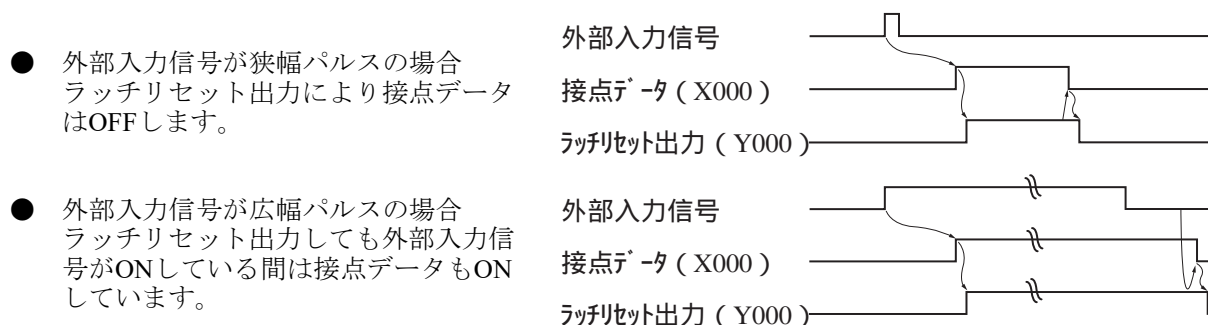 ● 外部入力信号が狭幅パルスの場合
ラッチリセット出力により接点データ
はOFFします。
外部入力信号
接点ﾃﾞｰﾀ ( X000 )
ﾗｯﾁﾘｾｯﾄ出力 ( Y000 )
● 外部入力信号が広幅パルスの場合
ラッチリセット出力しても外部入力信
号がONしている間は接点データもON
しています。
外部入力信号
接点ﾃﾞｰﾀ ( X000 )
ﾗｯﾁﾘｾｯﾄ出力 ( Y000 )